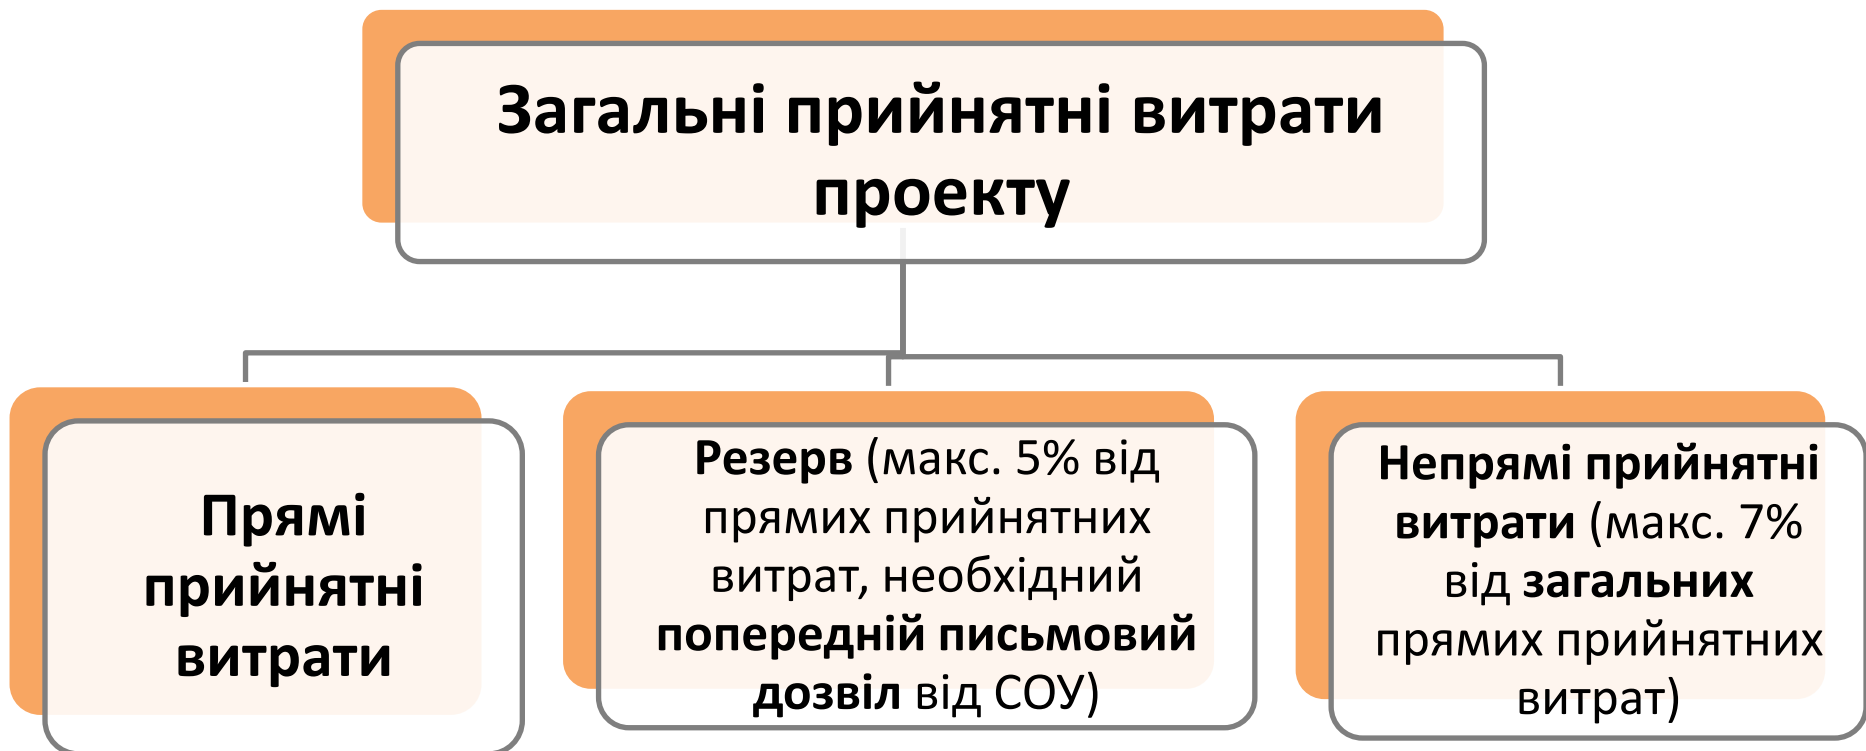 Загальні прийнятні витрати
проекту
Прямі
прийнятні
витрати
Резерв (макс. 5% від
прямих прийнятних
витрат, необхідний
попередній письмовий
дозвіл від СОУ)
Непрямі прийнятні
витрати (макс. 7%
від загальних
прямих прийнятних
витрат)